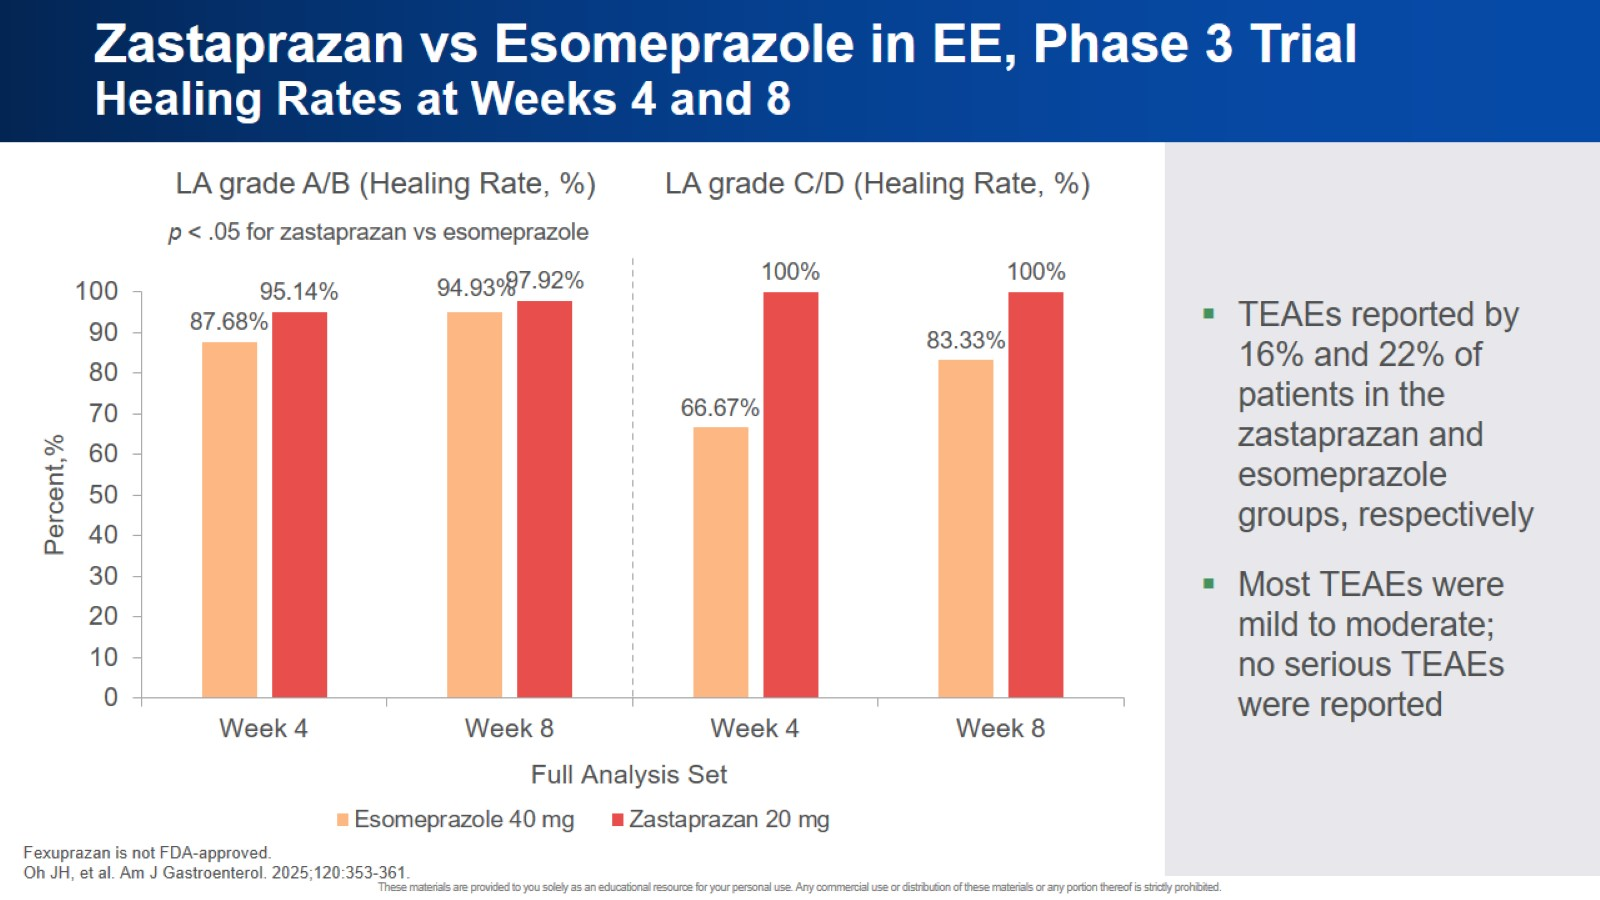 Zastaprazan vs Esomeprazole in EE, Phase 3 Trial
Healing Rates at Weeks 4 and 8
LA grade A/B (Healing Rate, %)
LA grade C/D (Healing Rate, %)
p < .05 for zastaprazan vs esomeprazole
Percent,%
100
90
80
70
60
50
40
30
20
10
0
87.68%
95.14%
94.93%
97.92%
66.67%
100%
83.33%
100%
Week 4
Week 8
Week 4
Week 8
Full Analysis Set
Esomeprazole 40 mg
Zastaprazan 20 mg
▪ TEAEs reported by
16% and 22% of
patients in the
zastaprazan and
esomeprazole
groups, respectively
▪ Most TEAEs were
mild to moderate;
no serious TEAEs
were reported
Fexuprazan is not FDA-approved.
Oh JH, et al. Am J Gastroenterol. 2025;120:353-361.
These materials are provided to you solely as an educational resource for your personal use. Any commercial use or distribution of these materials or any portion thereof is strictly prohibited.